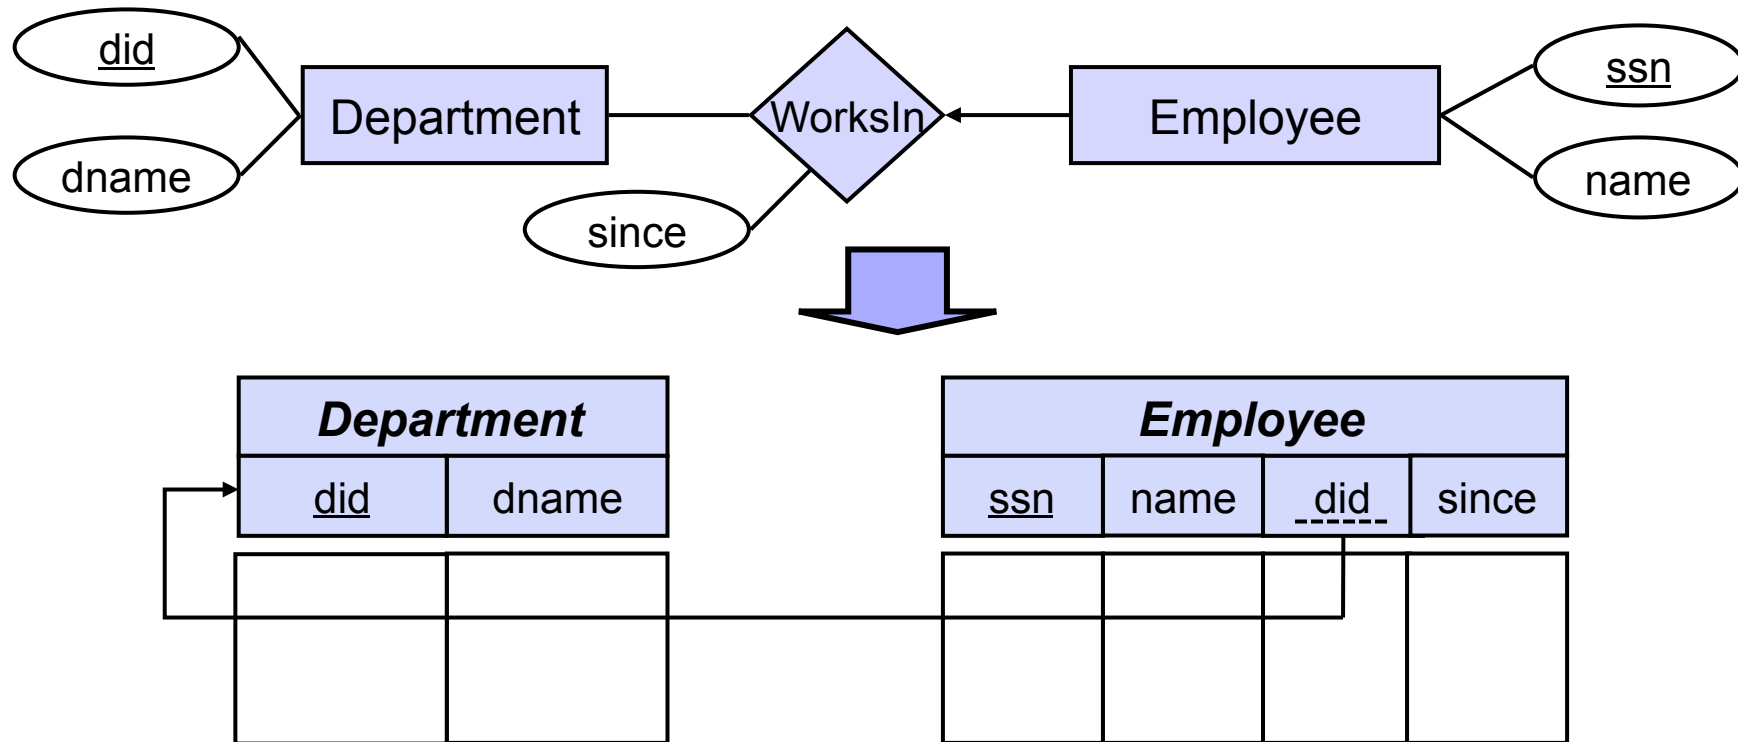 did
ssn
Department
WorksIn
Employee
dname
name
since
Department
Employee
did dname
ssn name did since